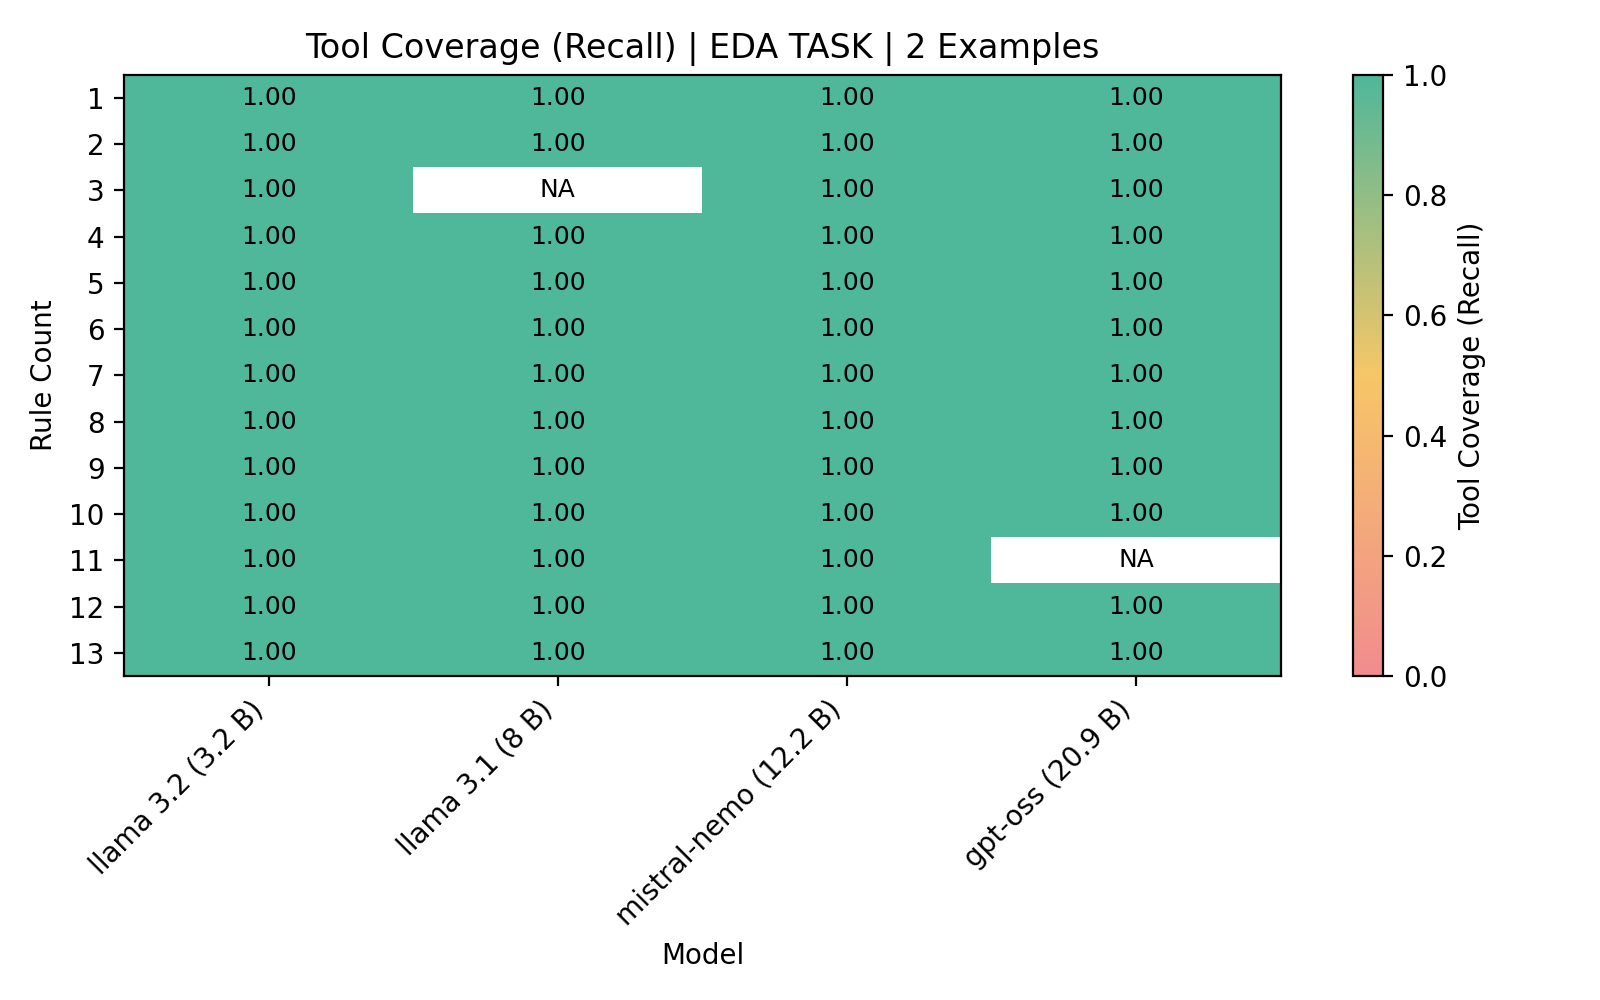 Tool Coverage (Recall) | EDA TASK | 2 Examples
1 1.00 1.00 1.00 1.00
2 1.00 1.00 1.00 1.00
3 1.00 NA 1.00 1.00
4 1.00 1.00 1.00 1.00
5 1.00 1.00 1.00 1.00
6 1.00 1.00 1.00 1.00
7 1.00 1.00 1.00 1.00
8 1.00 1.00 1.00 1.00
9 1.00 1.00 1.00 1.00
10 1.00 1.00 1.00 1.00
11 1.00 1.00 1.00 NA
12 1.00 1.00 1.00 1.00
13 1.00 1.00 1.00 1.00
Rule Count
llama 3.2 (3.2 B)
llama 3.1 (8 B)
mistral-nemo (12.2 B)
gpt-oss (20.9 B)
Model
1.0
0.8
0.6
0.4
0.2
0.0
Tool Coverage (Recall)